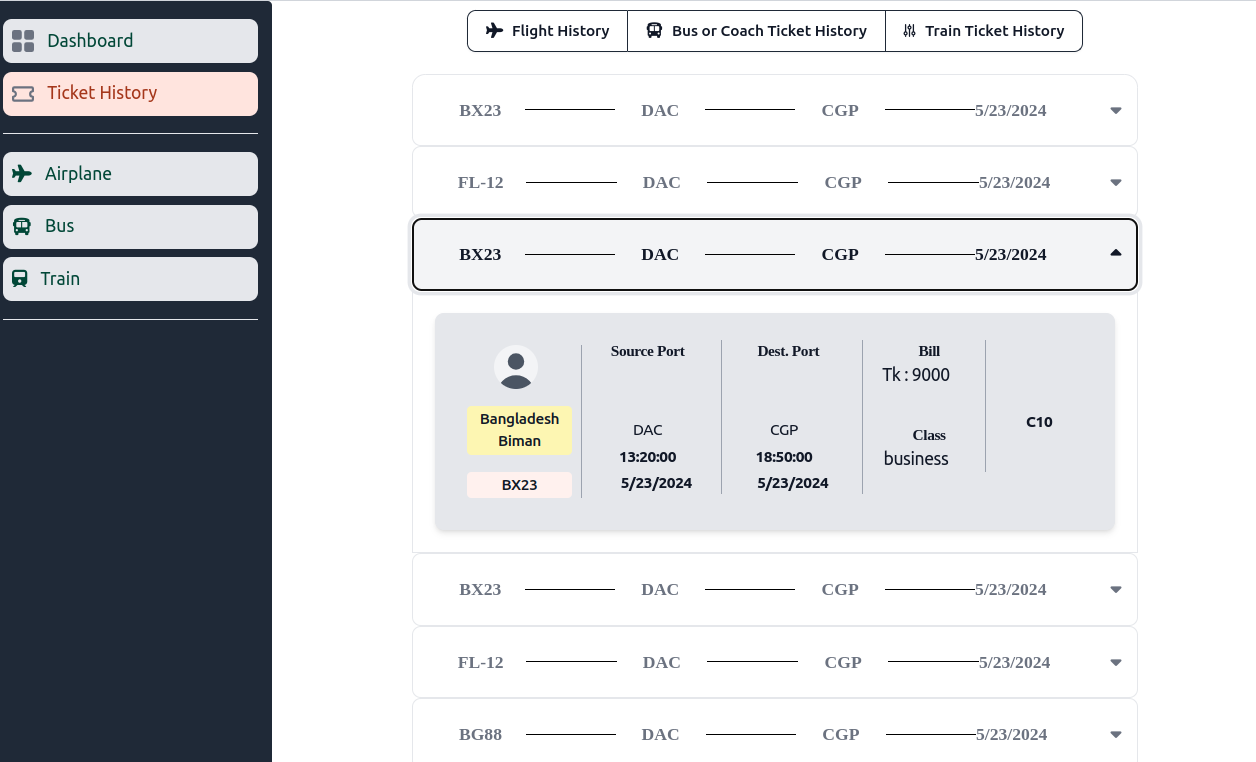 Dashboard
Ticket History
Airplane
Bus
Train
Flight History
Bus or Coach Ticket History
Train Ticket History
BX23 DAC CGP 5/23/2024
FL-12 DAC CGP 5/23/2024
BX23 DAC CGP 5/23/2024
Bangladesh
Biman
BX23
Source Port
DAC
13:20:00
5/23/2024
Dest. Port
CGP
18:50:00
5/23/2024
Bill
Tk : 9000
Class
business
C10
BX23 DAC CGP 5/23/2024
FL-12 DAC CGP 5/23/2024
BG88 DAC CGP 5/23/2024